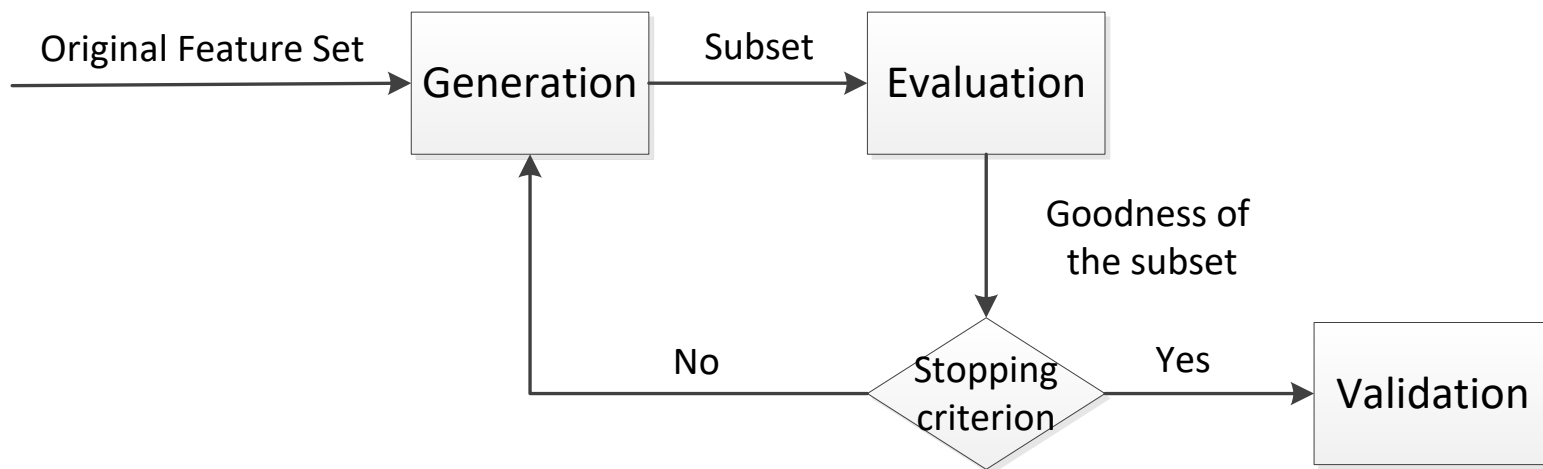 Original Feature Set
Generation
Subset
Evaluation
Goodness of
the subset
No
Stopping
criterion
Yes
Validation